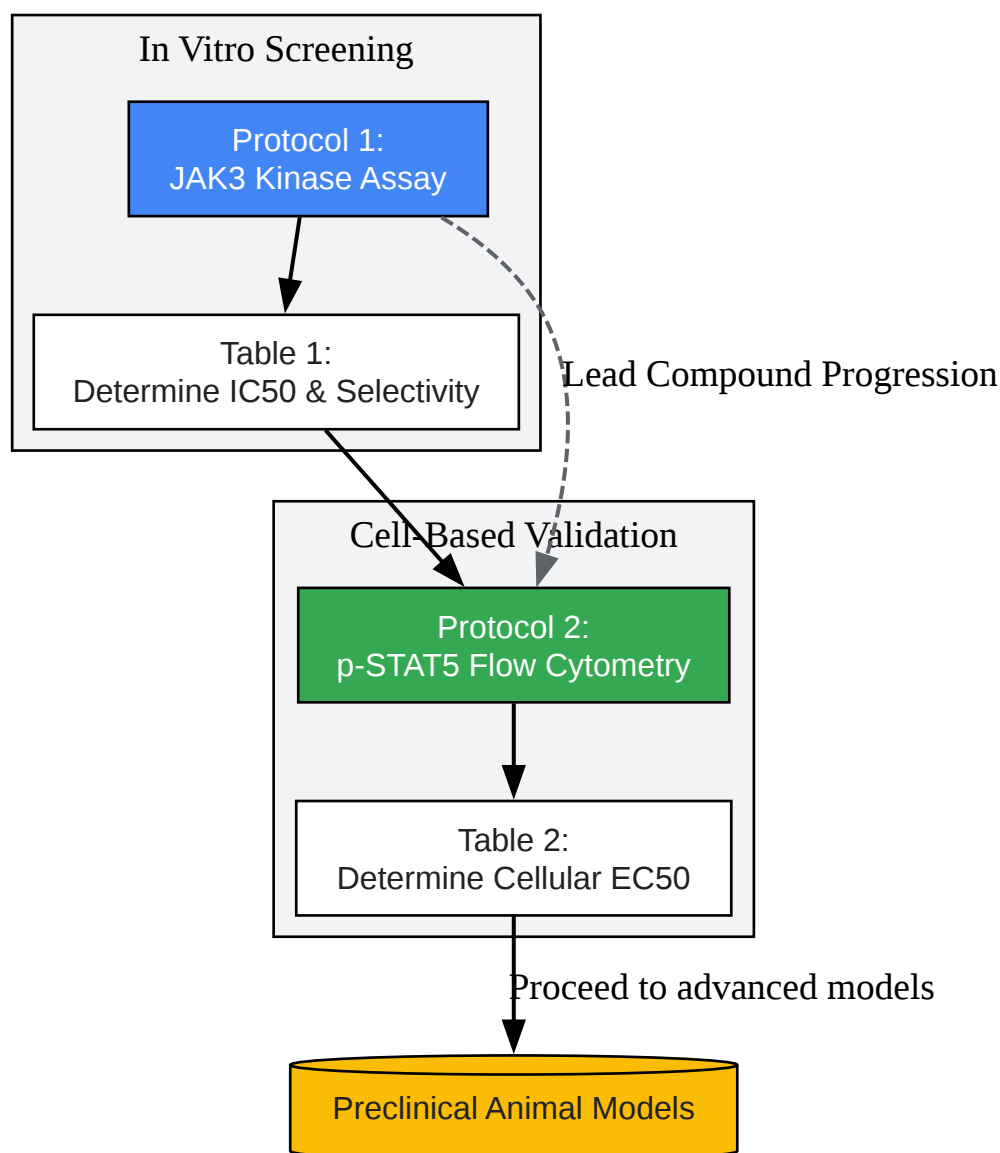 In Vitro Screening
Protocol 1:
JAK3 Kinase Assay
Table 1:
Determine IC50 & Selectivity
Lead Compound Progression
Cell-Based Validation
Protocol 2:
p-STAT5 Flow Cytometry
Table 2:
Determine Cellular EC50
Proceed to advanced models
Preclinical Animal Models